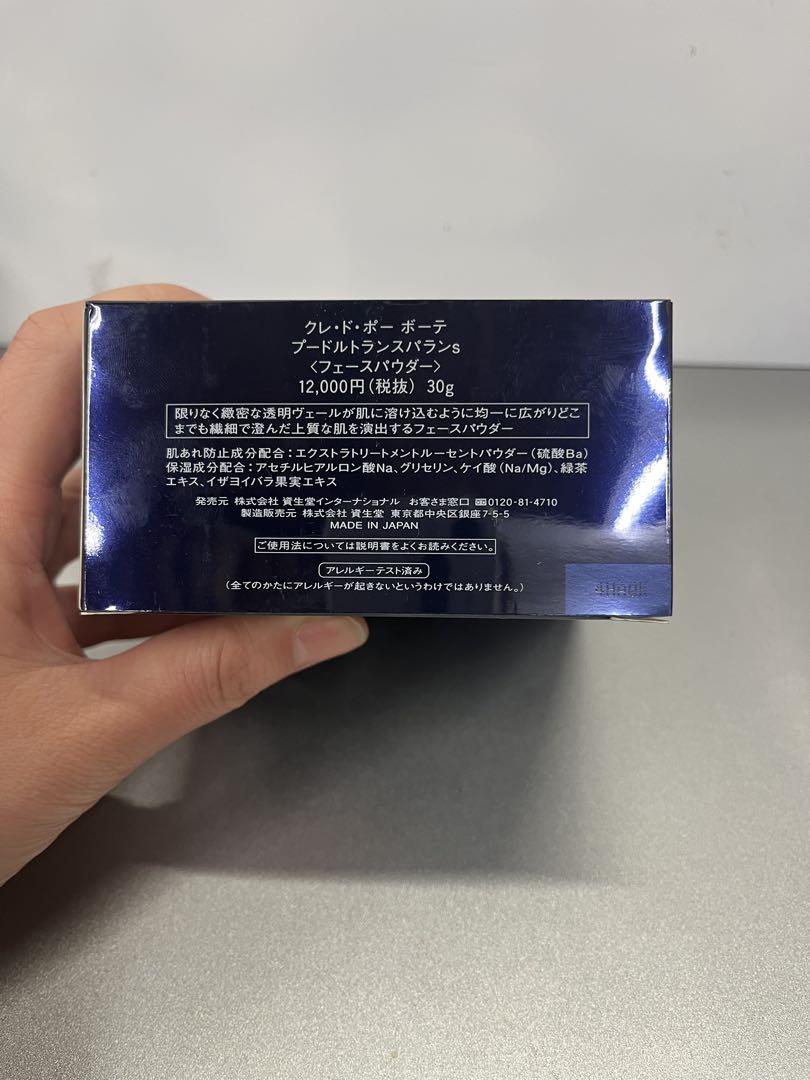 クレ・ド・ポー ボーテ
プードルトランスパランs
〈フェースパウダー〉
12,000円(税抜) 30g
限りなく緻密な透明ヴェールが肌に溶け込むように均一に広がりどこ
までも繊細で澄んだ上質な肌を演出するフェースパウダー
肌あれ防止成分配合：エクストラトリートメントルーセントパウダー(硫酸Ba)
保湿成分配合：アセチルヒアルロン酸Na、グリセリン、ケイ酸(Na/Mg)、緑茶
エキス、イザヨイバラ果実エキス
発売元 株式会社 資生堂インターナショナル お客さま窓口 0120-81-4710
製造販売元 株式会社 資生堂 東京都中央区銀座7-5-5
MADE IN JAPAN
ご使用法については説明書をよくお読みください。
アレルギーテスト済み
(全てのかたにアレルギーが起きないというわけではありません。)